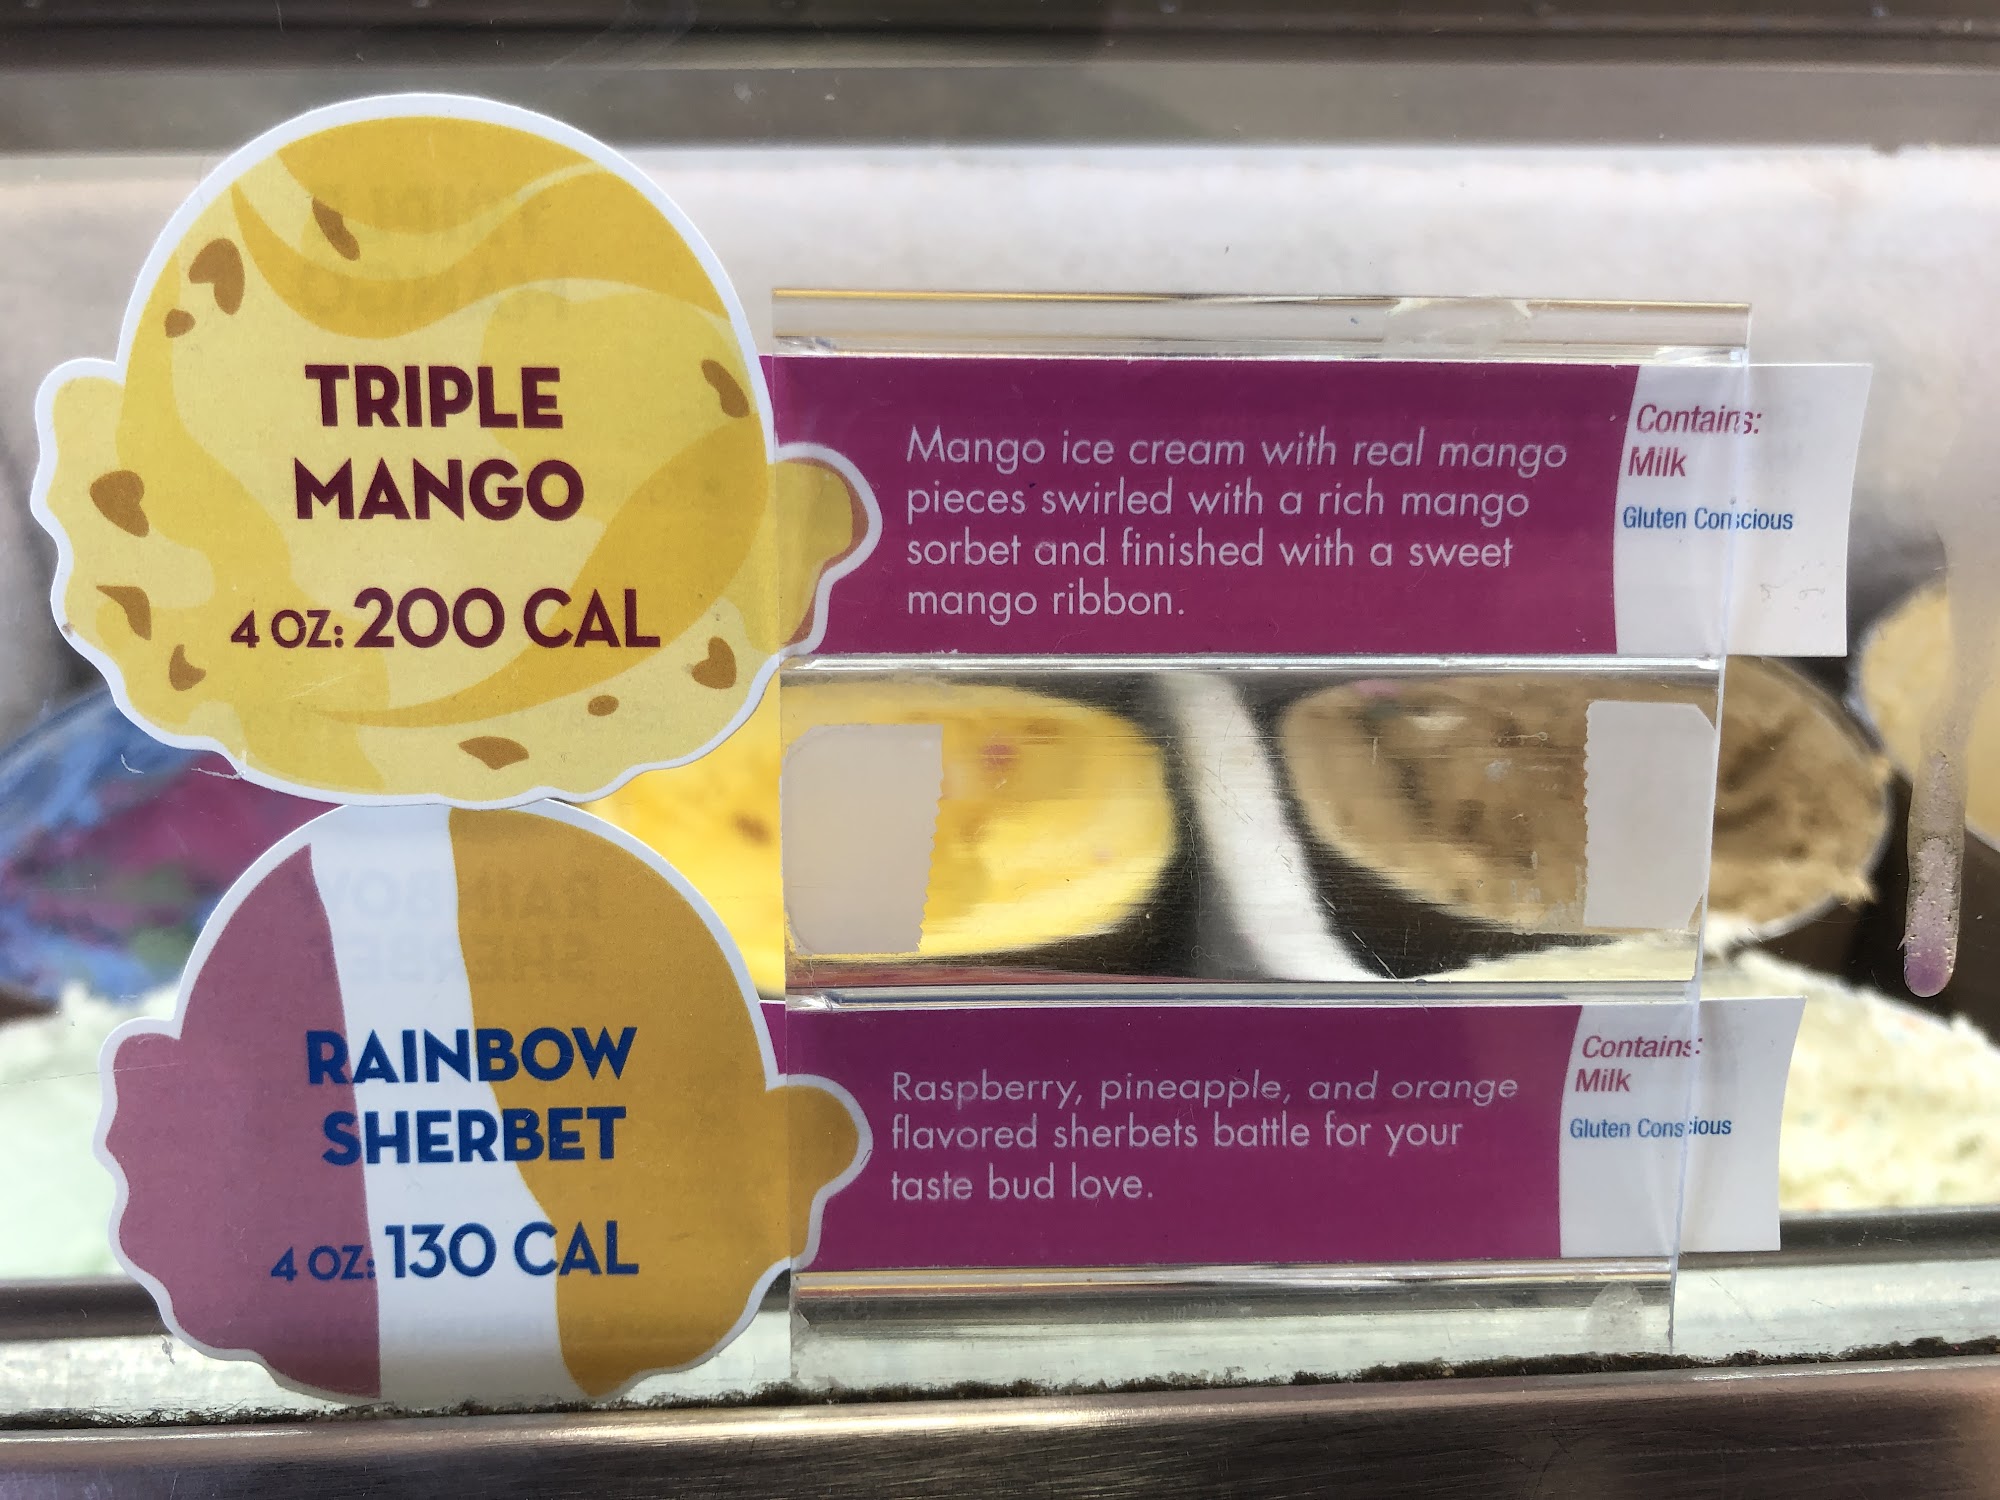 TRIPLE
MANGO
4 OZ: 200 CAL
Mango ice cream with real mango
pieces swirled with a rich mango
sorbet and finished with a sweet
mango ribbon.
Contains:
Milk
Gluten Conscious
RAINBOW
SHERBET
4 OZ: 130 CAL
Raspberry, pineapple, and orange
flavored sherbets battle for your
taste bud love.
Contains:
Milk
Gluten Conscious